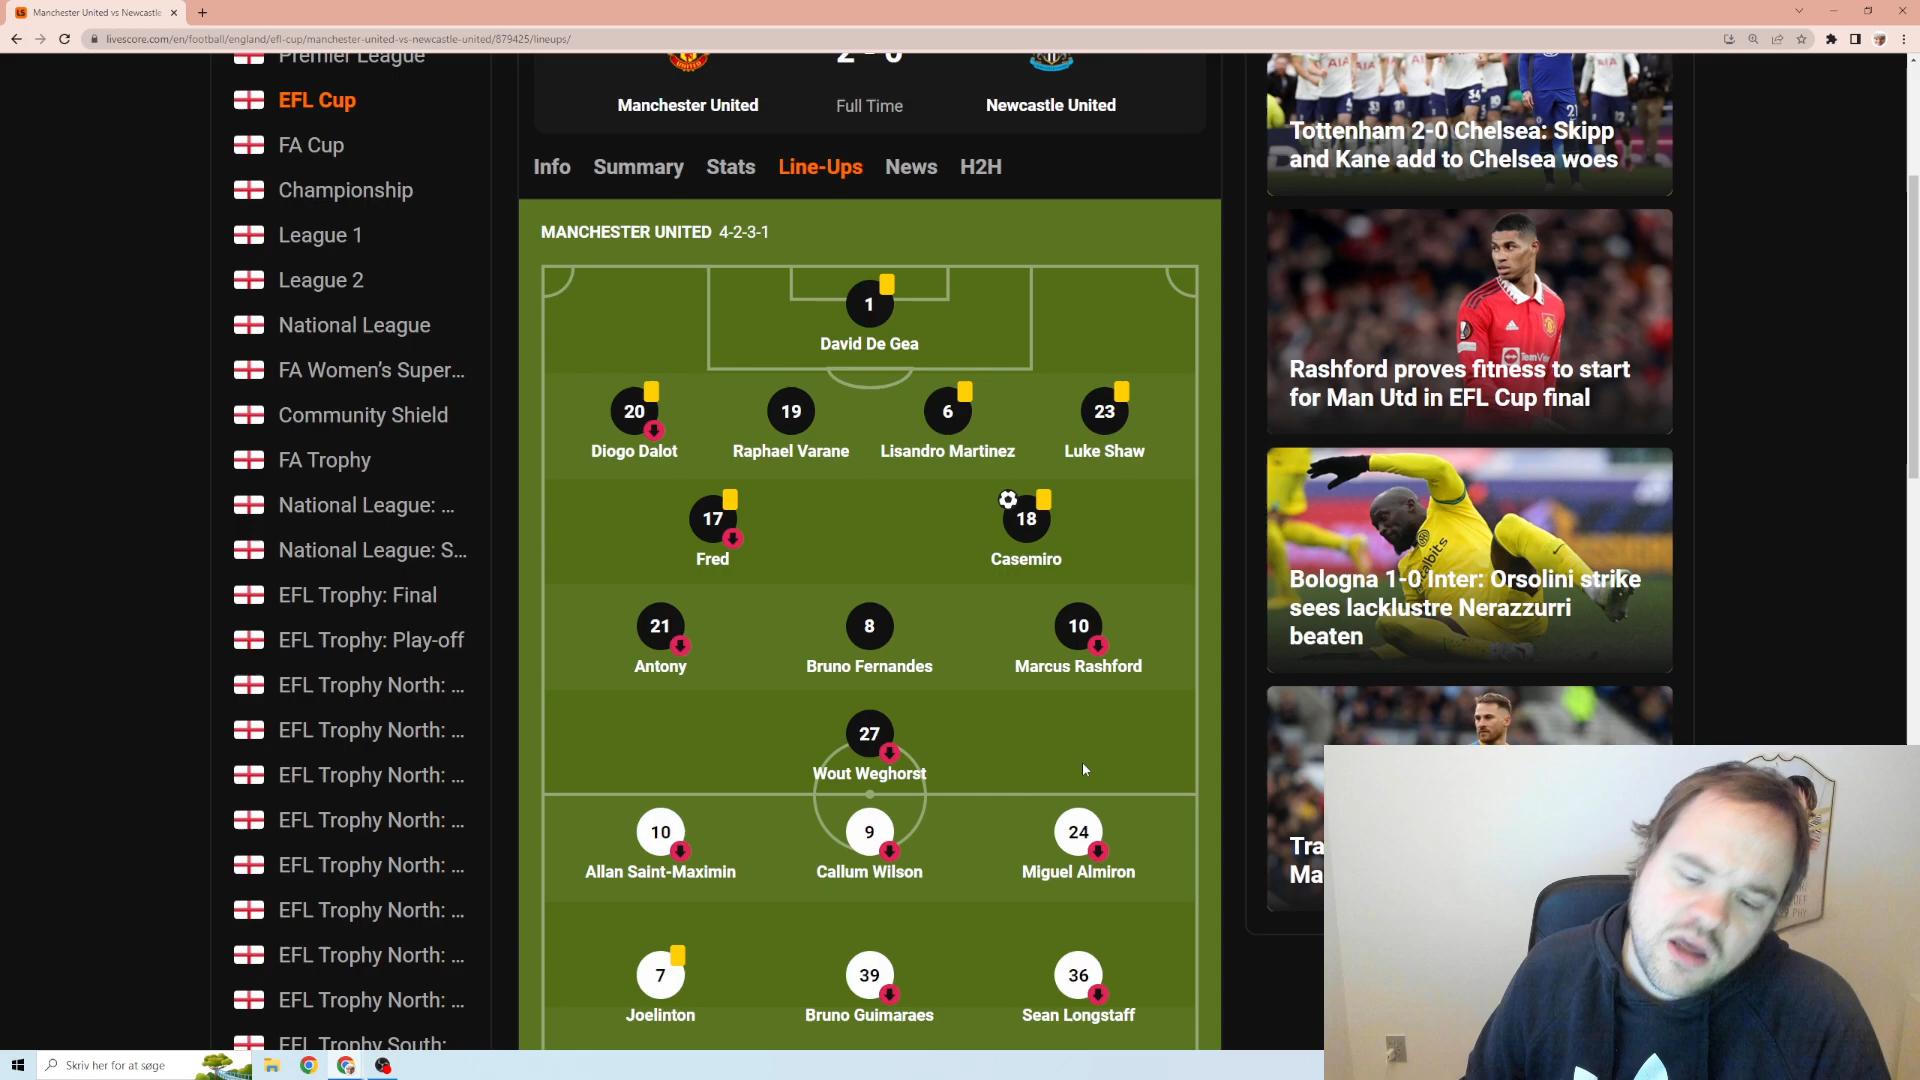 Manchester United vs Newcastle
livescore.com/en/football/england/efl-cup/manchester-united-vs-newcastle-united/879425/lineups/
Premier League
EFL Cup
FA Cup
Championship
League 1
League 2
National League
FA Women's Super...
Community Shield
FA Trophy
National League: ...
National League: S...
EFL Trophy: Final
EFL Trophy: Play-off
EFL Trophy North: ...
EFL Trophy North: ...
EFL Trophy North: ...
EFL Trophy North: ...
EFL Trophy North: ...
EFL Trophy North: ...
EFL Trophy North: ...
EFL Trophy North: ...
EFL Trophy South:
2 - 0
Manchester United
Full Time
Newcastle United
Info Summary Stats Line-Ups News H2H
MANCHESTER UNITED 4-2-3-1
1
David De Gea
20 19 6 23
Diogo Dalot Raphael Varane Lisandro Martinez Luke Shaw
17 18
Fred Casemiro
21 8 10
Antony Bruno Fernandes Marcus Rashford
27
Wout Weghorst
10 9 24
Allan Saint-Maximin Callum Wilson Miguel Almiron
7 39 36
Joelinton Bruno Guimaraes Sean Longstaff
Tottenham 2-0 Chelsea: Skipp
and Kane add to Chelsea woes
Rashford proves fitness to start
for Man Utd in EFL Cup final
Bologna 1-0 Inter: Orsolini strike
sees lacklustre Nerazzurri
beaten
Tra
Ma
Skriv her for at søge